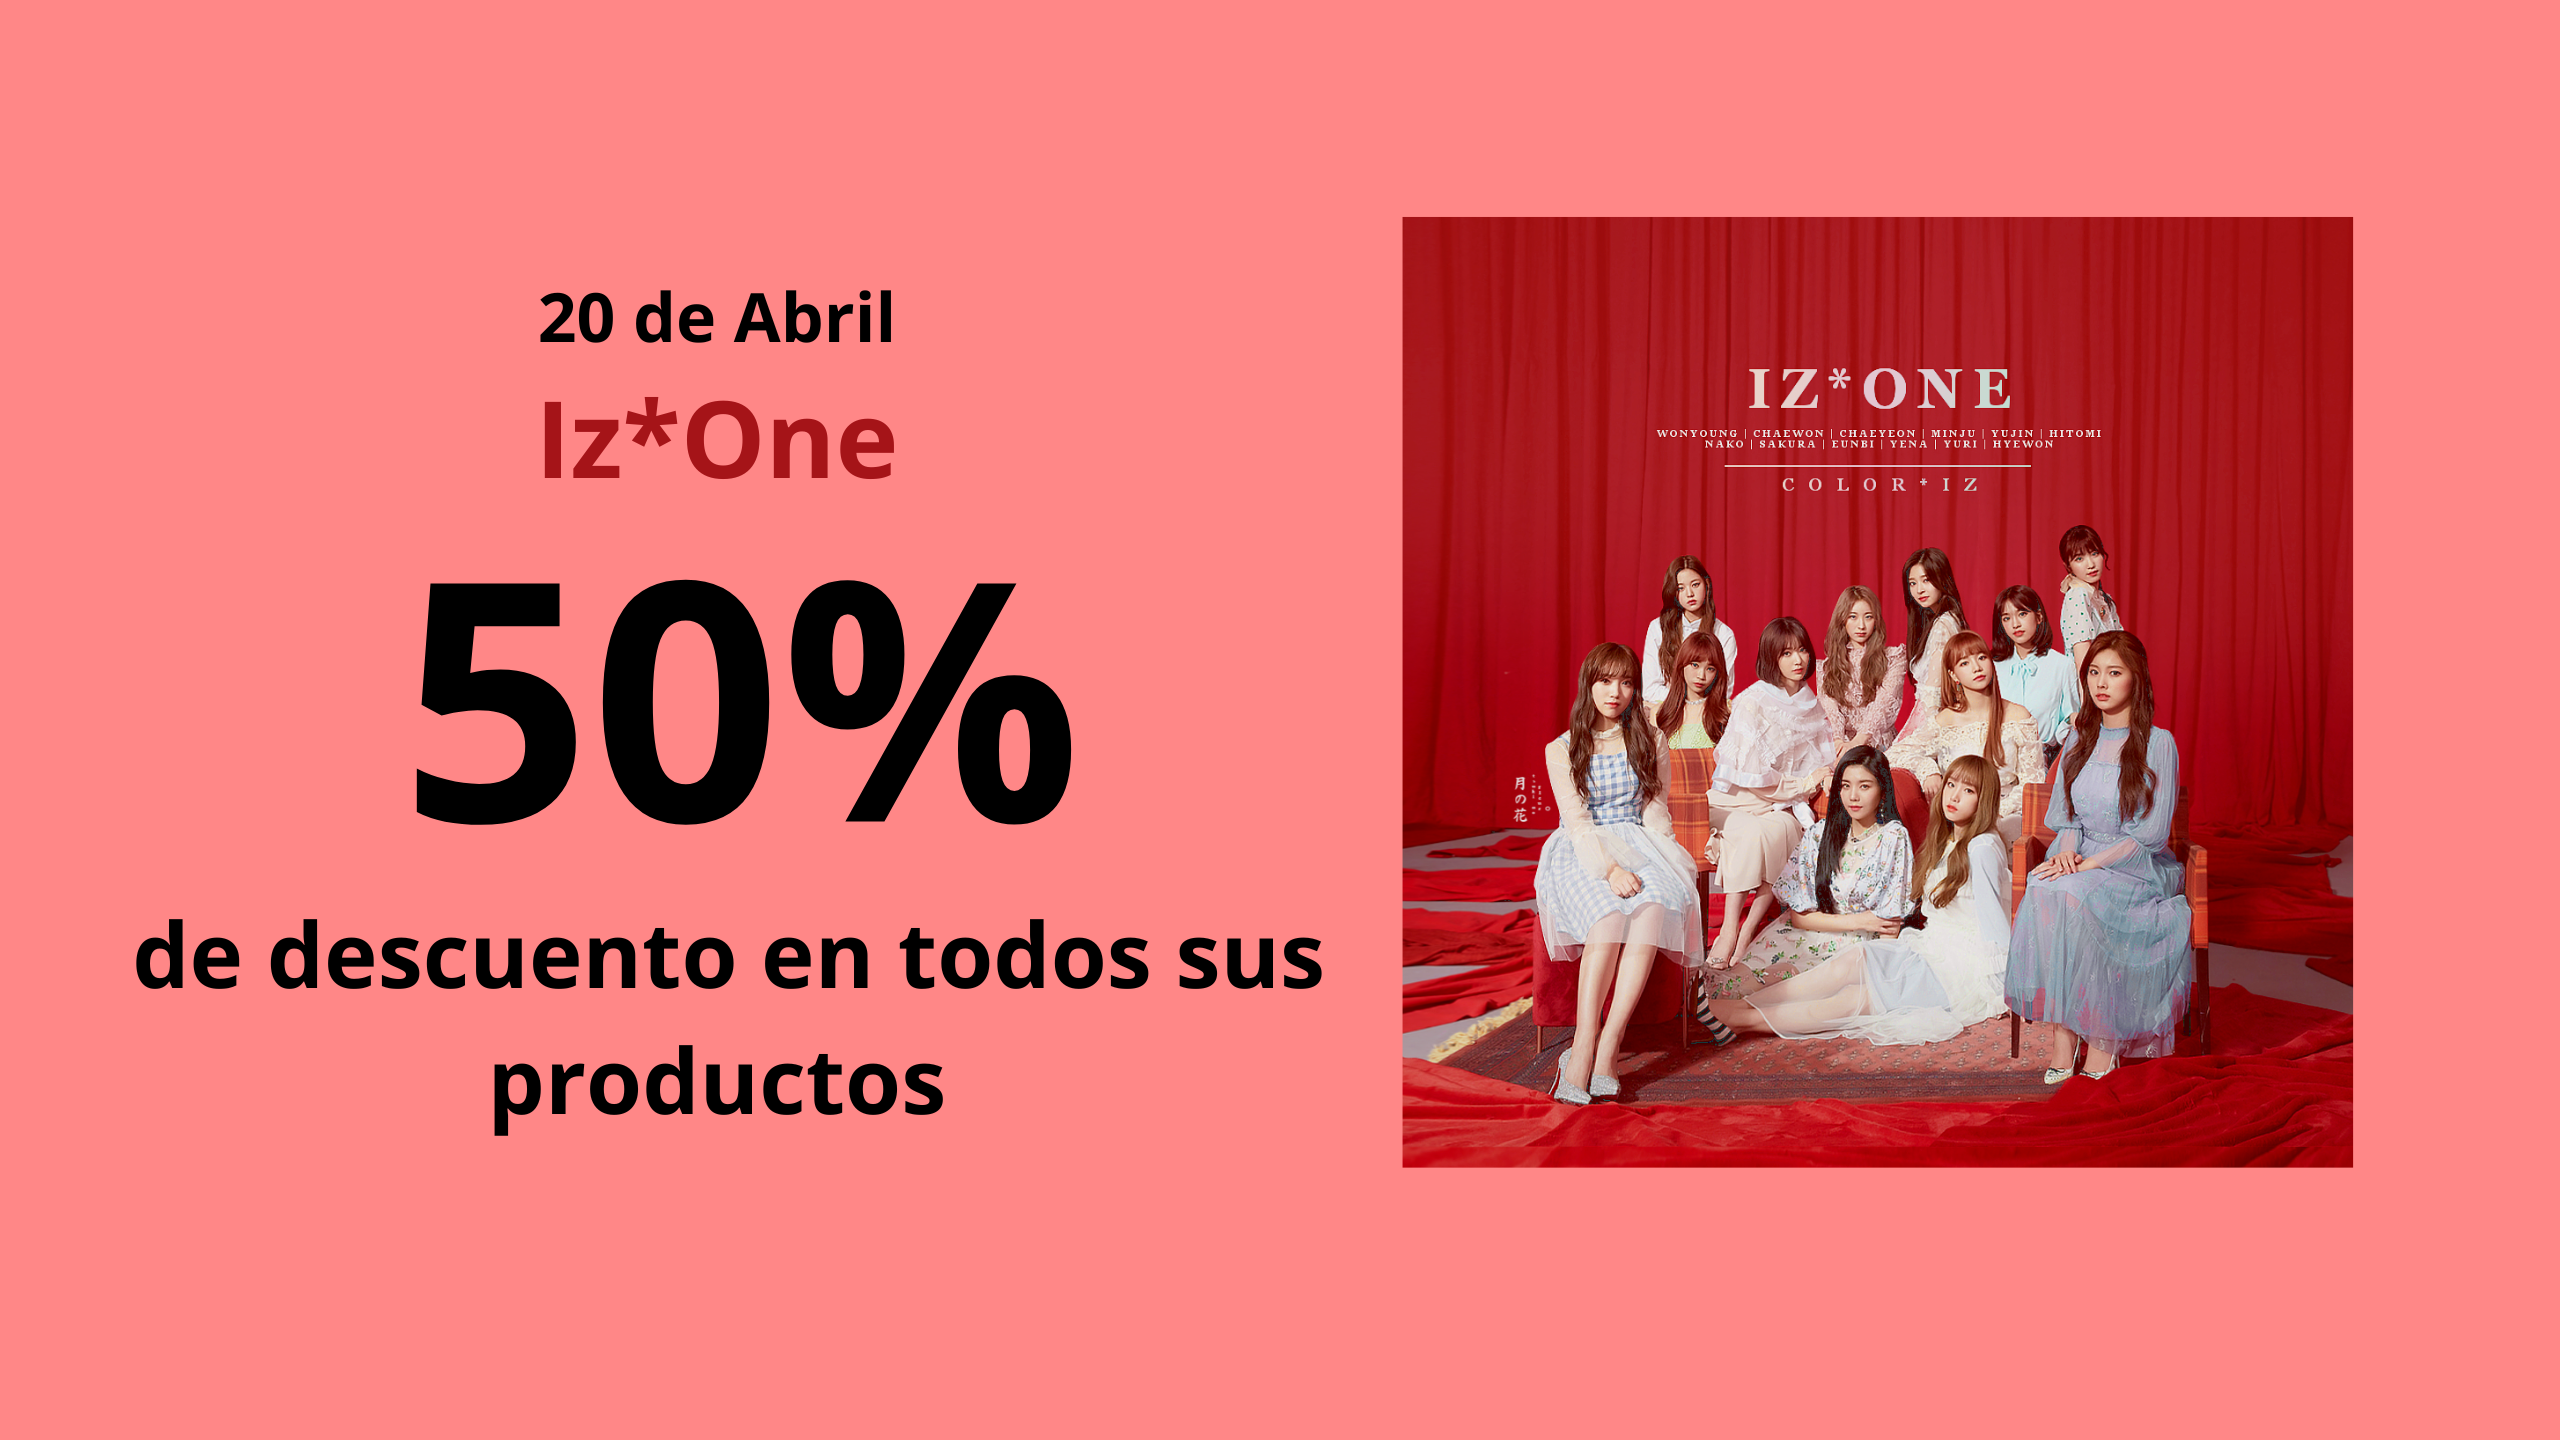 20 de Abril
Iz*One
50%
de descuento en todos sus
productos
IZ*ONE
WONYOUNG | CHAEWON | CHAEYEON | MINJU | YUJIN | HITOMI
NAKO | SAKURA | EUNBI | YENA | YURI | HYEWON
COLOR*IZ
月の花